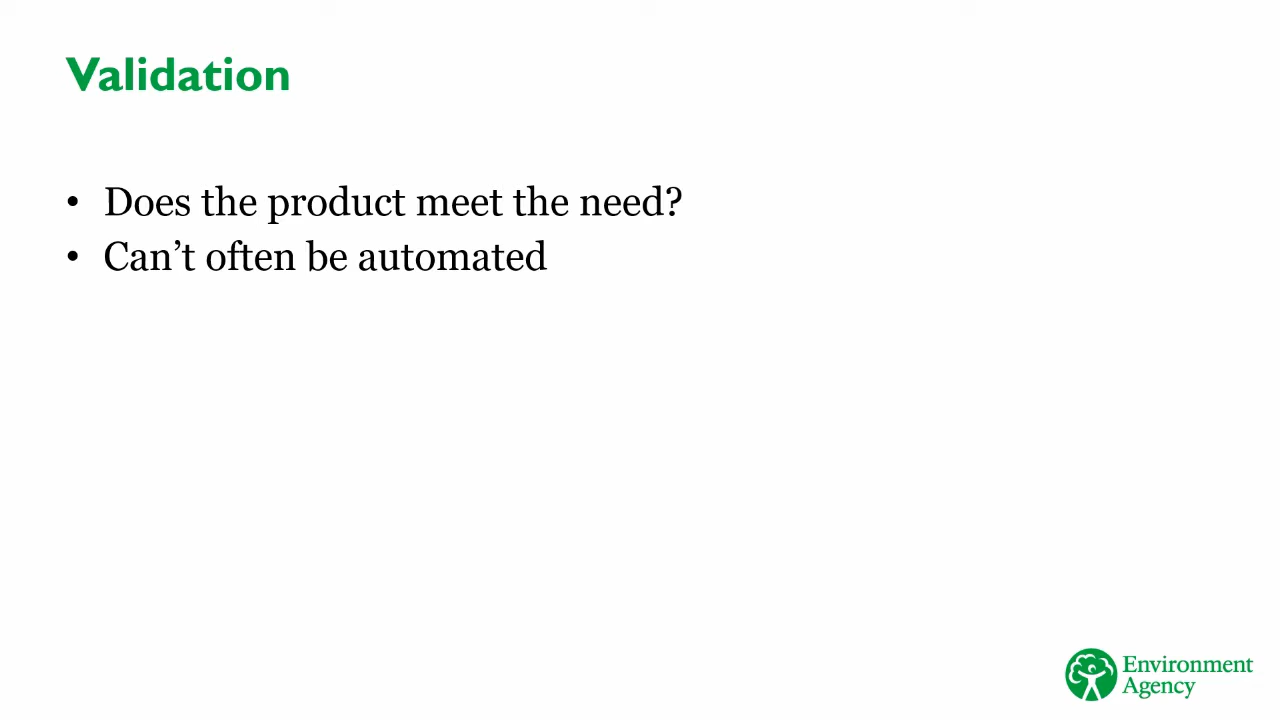 Validation
• Does the product meet the need?
• Can’t often be automated
Environment
Agency